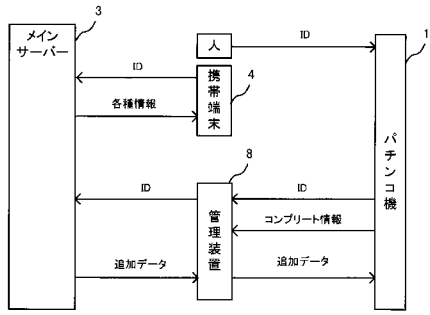 3
メイン
サーバー
人
ID
1
ID
携帯端末
4
各種情報
パチンコ機
8
ID
管理装置
ID
コンプリート情報
追加データ
追加データ